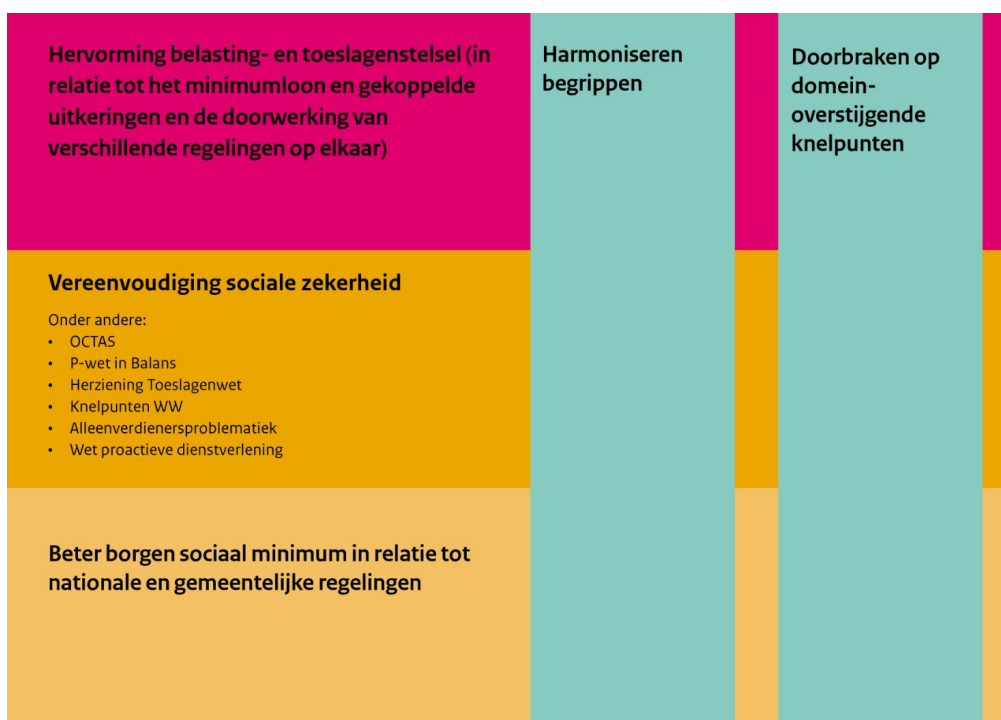 Hervorming belasting- en toeslagenstelsel (in
relatie tot het minimumloon en gekoppelde
uitkeringen en de doorwerking van
verschillende regelingen op elkaar)
Harmoniseren
begrippen
Doorbraken op
domein-
overstijgende
knelpunten
Vereenvoudiging sociale zekerheid
Onder andere:
• OCTAS
• P-wet in Balans
• Herziening Toeslagenwet
• Knelpunten WW
• Alleenverdienersproblematiek
• Wet proactieve dienstverlening
Beter borgen sociaal minimum in relatie tot
nationale en gemeentelijke regelingen